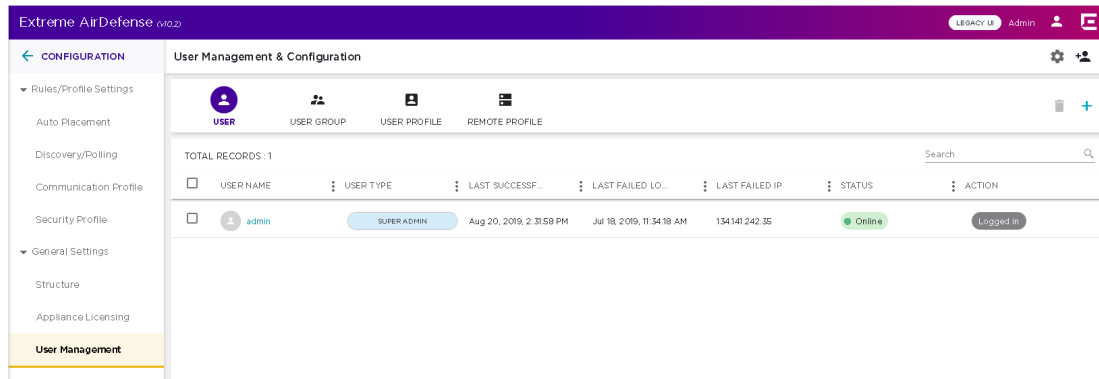 Extreme AirDefense (v10.2)
LEGACY UI Admin
CONFIGURATION
User Management & Configuration
Rules/Profile Settings
Auto Placement
Discovery/Polling
Communication Profile
Security Profile
General Settings
Structure
Appliance Licensing
User Management
USER USER GROUP USER PROFILE REMOTE PROFILE
TOTAL RECORDS : 1
Search
USER NAME USER TYPE LAST SUCCESSF... LAST FAILED LO... LAST FAILED IP STATUS ACTION
admin SUPER ADMIN Aug 20, 2019, 2:31:58 PM Jul 18, 2019, 11:34:18 AM 134.141.242.35 Online Logged in